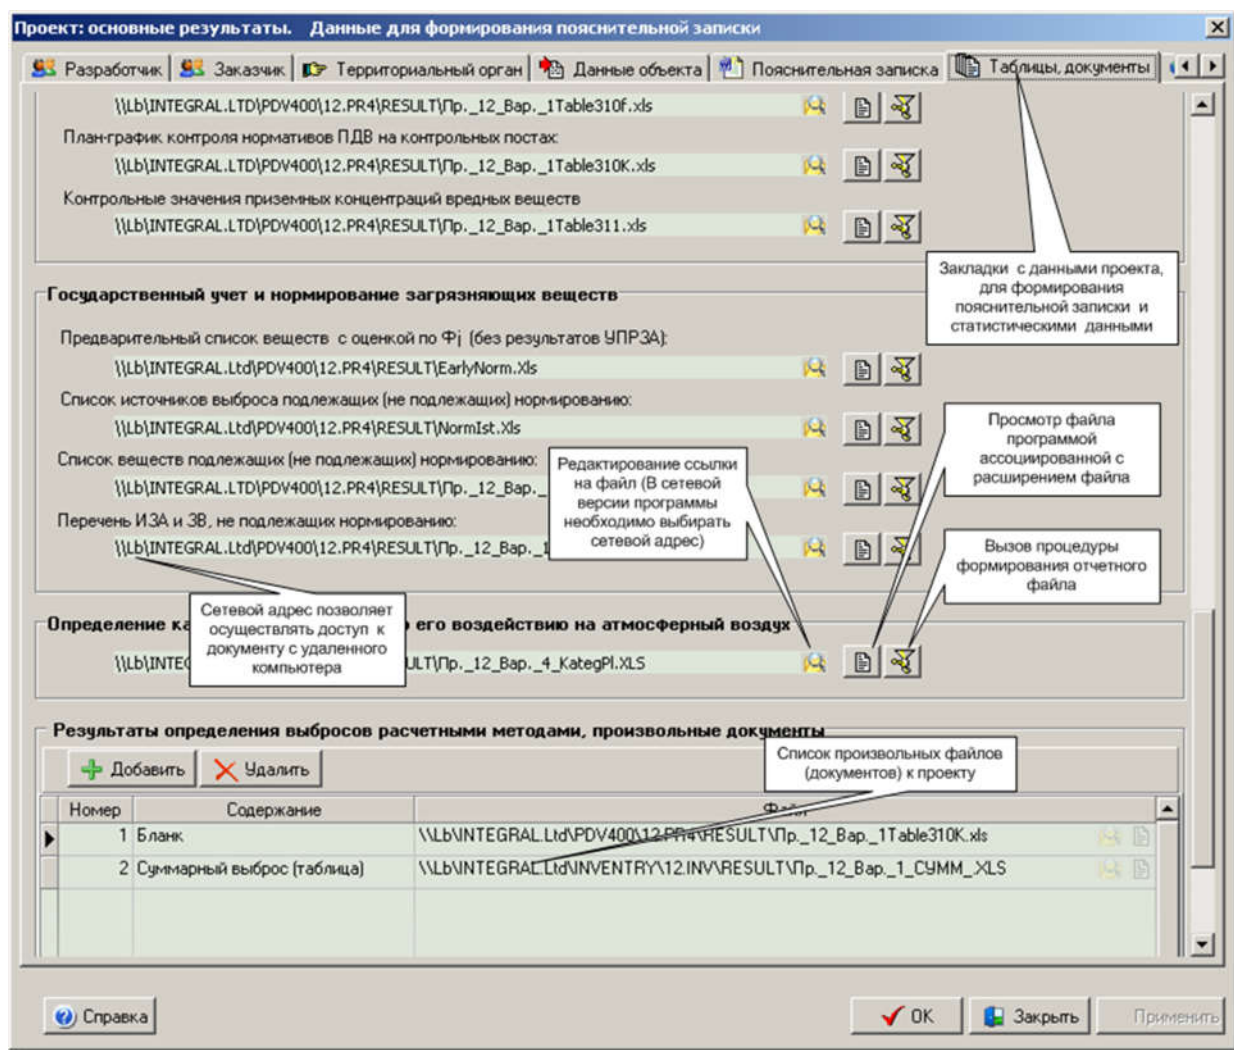 Проект: основные результаты.    Данные для формирования пояснительной записки
Разработчик  Заказчик  Территориальный орган  Данные объекта  Пояснительная записка  Таблицы, документы
\\Lb\INTEGRAL.LTD\PDV400\12.PR4\RESULT\Пр._12_Вар._1Table310f.xls
План-график контроля нормативов ПДВ на контрольных постах:
\\Lb\INTEGRAL.LTD\PDV400\12.PR4\RESULT\Пр._12_Вар._1Table310K.xls
Контрольные значения приземных концентраций вредных веществ
\\Lb\INTEGRAL.LTD\PDV400\12.PR4\RESULT\Пр._12_Вар._1Table311.xls
Закладки с данными проекта,
для формирования
пояснительной записки и
статистическими данными
Государственный учет и нормирование загрязняющих веществ
Предварительный список веществ с оценкой по Фj (без результатов УПРЗА):
\\Lb\INTEGRAL.Ltd\PDV400\12.PR4\RESULT\EarlyNorm.Xls
Список источников выброса подлежащих (не подлежащих) нормированию:
\\Lb\INTEGRAL.Ltd\PDV400\12.PR4\RESULT\NormIst.Xls
Просмотр файла
программой
ассоциированной с
расширением файла
Список веществ подлежащих (не подлежащих) нормированию:
\\Lb\INTEGRAL.LTD\PDV400\12.PR4\RESULT\Пр._12_Вар._
Редактирование ссылки
на файл (В сетевой
версии программы
необходимо выбирать
сетевой адрес)
Перечень ИЗА и ЗВ, не подлежащих нормированию:
\\Lb\INTEGRAL.Ltd\PDV400\12.PR4\RESULT\Пр._12_Вар._1
Вызов процедуры
формирования отчетного
файла
Сетевой адрес позволяет
осуществлять доступ к
документу с удаленного
компьютера
Определение ка его воздействию на атмосферный воздух
\\Lb\INTEG ULT\Пр._12_Вар._4_KategPl.XLS
Результаты определения выбросов расчетными методами, произвольные документы
Список произвольных файлов
(документов) к проекту
Добавить  Удалить
Номер  Содержание  Файл
1 Бланк  \\Lb\INTEGRAL.Ltd\PDV400\12.PR4\RESULT\Пр._12_Вар._1Table310K.xls
2 Суммарный выброс (таблица)  \\Lb\INTEGRAL.Ltd\INVENTRY\12.INV\RESULT\Пр._12_Вар._1_СУММ_.XLS
Справка  OK  Закрыть  Применить